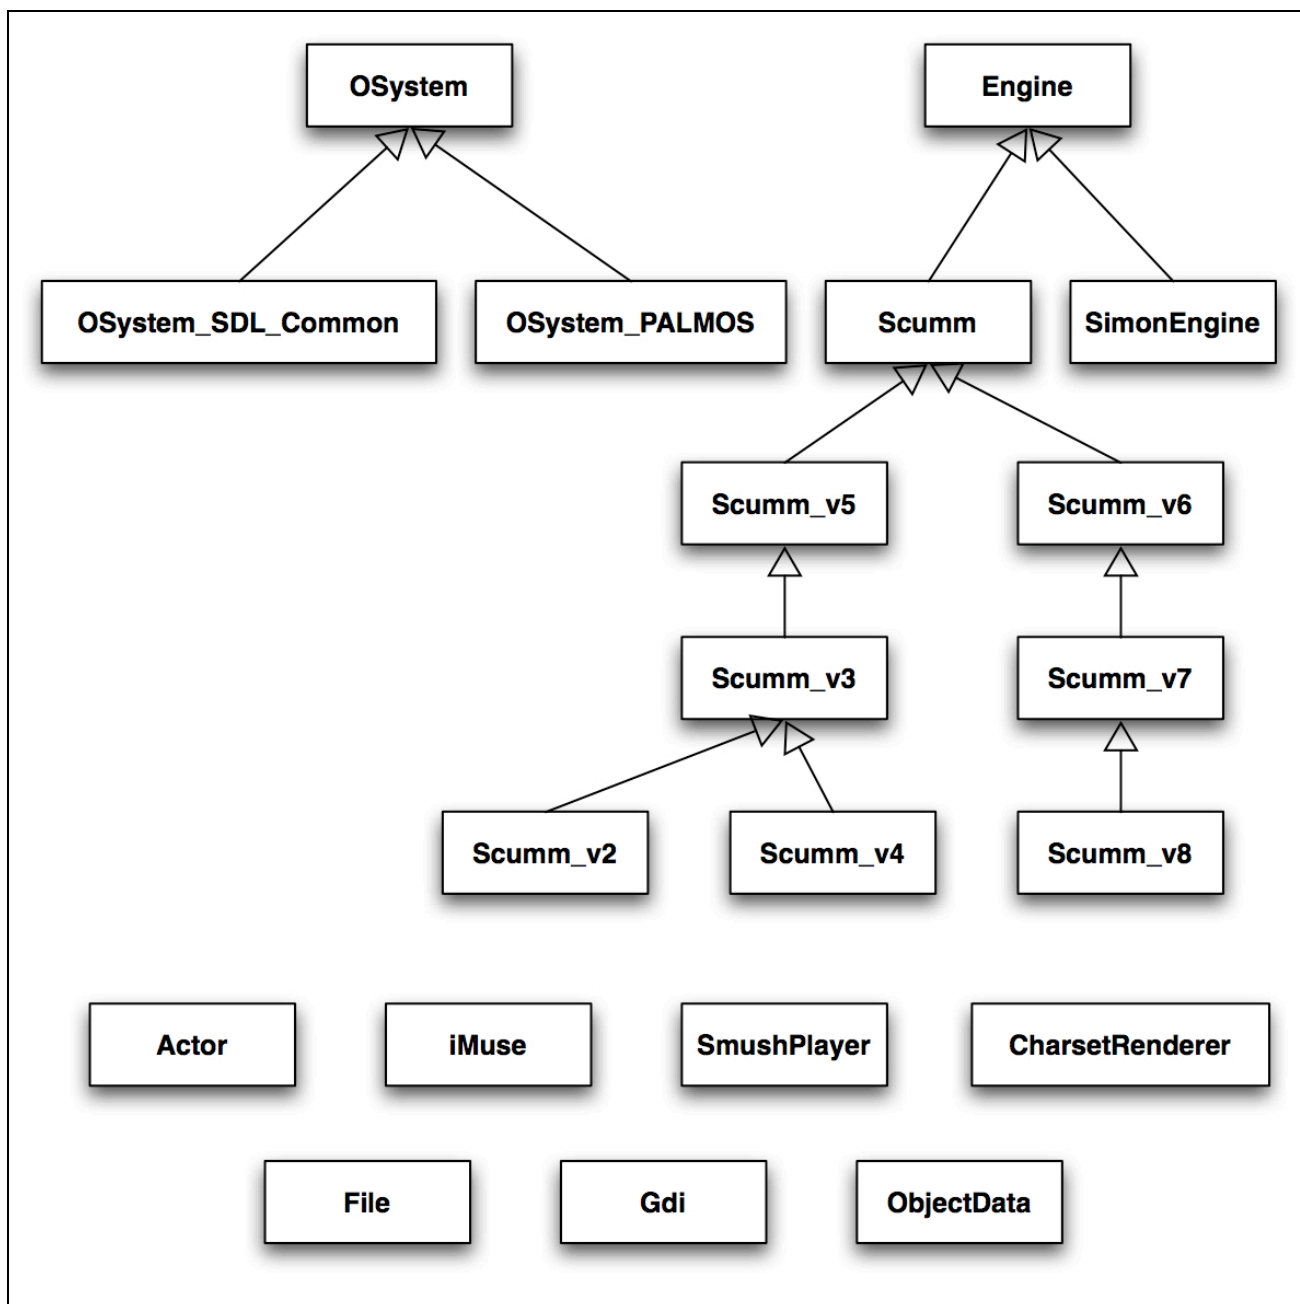 OSystem
Engine
OSystem_SDL_Common
OSystem_PALMOS
Scumm
SimonEngine
Scumm_v5
Scumm_v6
Scumm_v3
Scumm_v7
Scumm_v2
Scumm_v4
Scumm_v8
Actor
iMuse
SmushPlayer
CharsetRenderer
File
Gdi
ObjectData